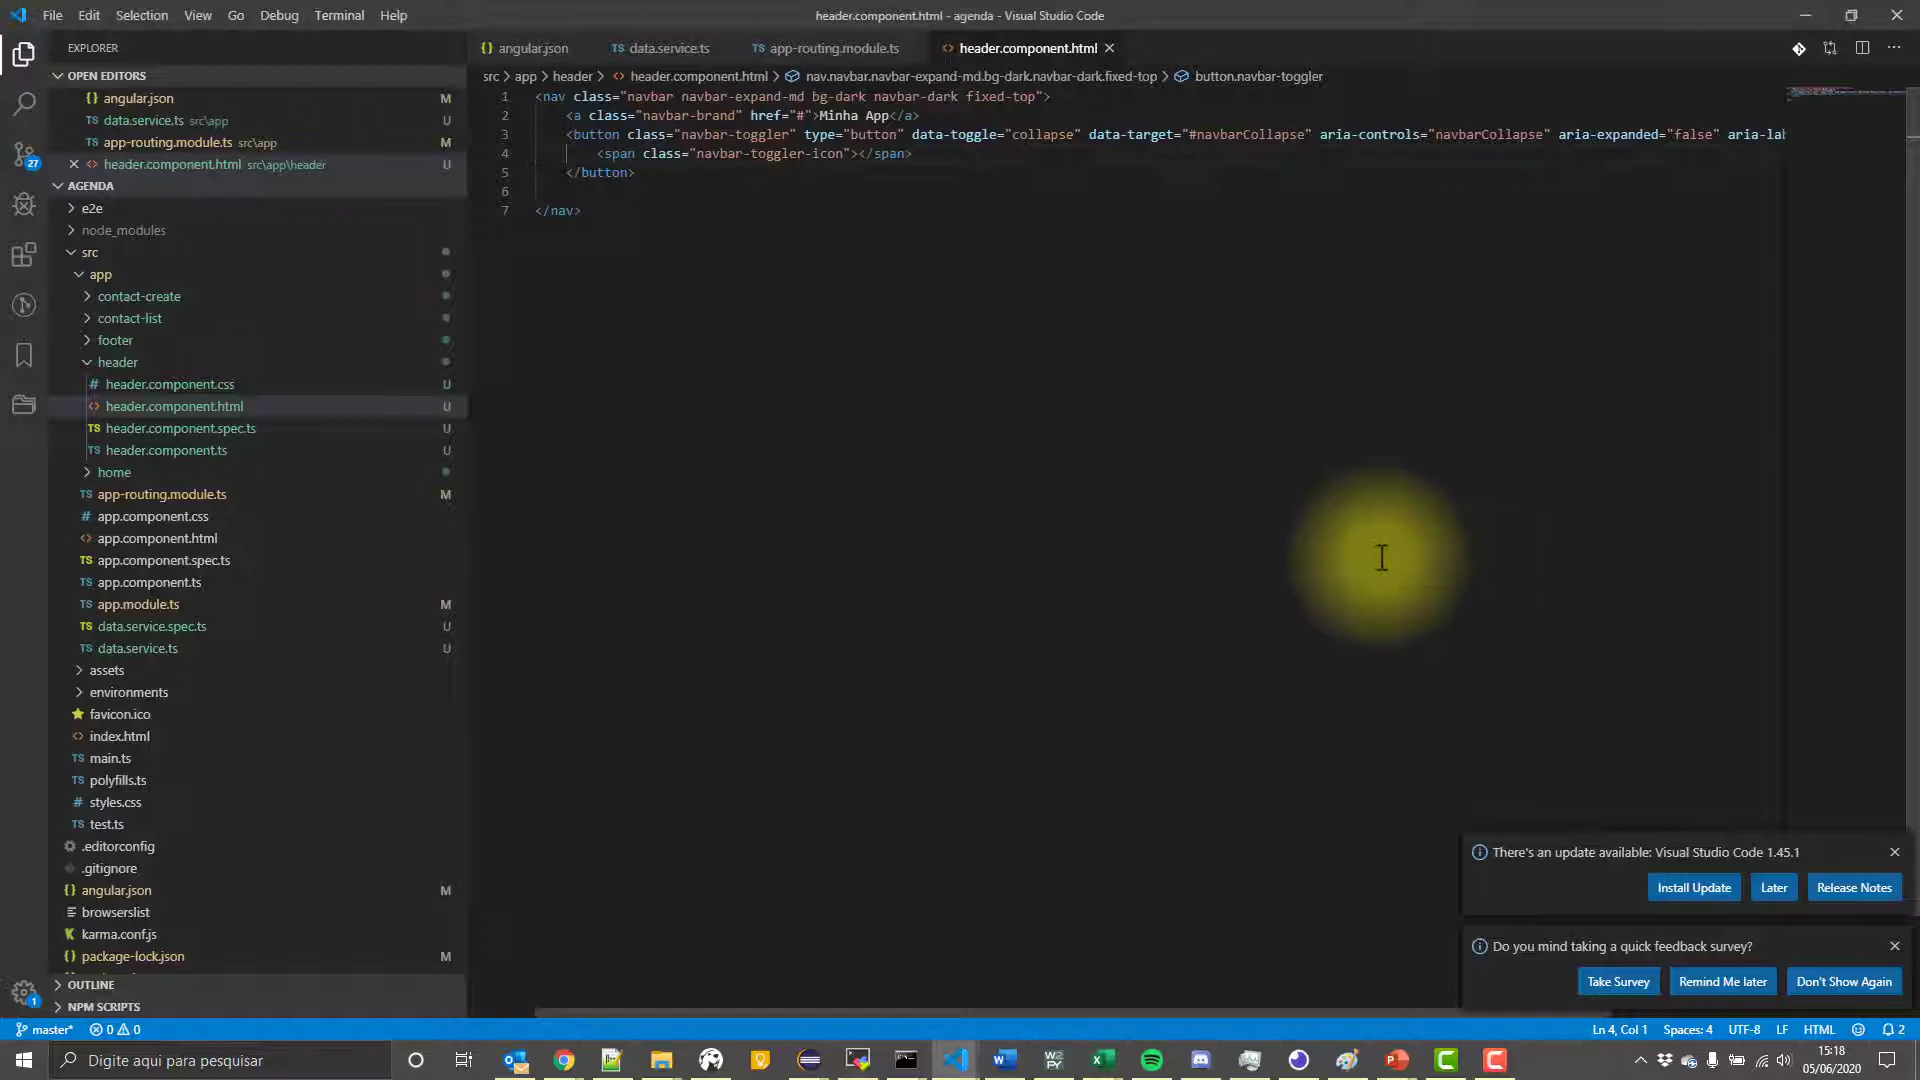 File Edit Selection View Go Debug Terminal Help
header.component.html - agenda - Visual Studio Code
EXPLORER
OPEN EDITORS
angular.json M
data.service.ts src\app U
app-routing.module.ts src\app M
header.component.html src\app\header U
AGENDA
e2e
node_modules
src
app
contact-create
contact-list
footer
header
header.component.css U
header.component.html U
header.component.spec.ts U
header.component.ts U
home
app-routing.module.ts M
app.component.css
app.component.html
app.component.spec.ts
app.component.ts
app.module.ts M
data.service.spec.ts U
data.service.ts U
assets
environments
favicon.ico
index.html
main.ts
polyfills.ts
styles.css
test.ts
.editorconfig
.gitignore
angular.json M
browserslist
karma.conf.js
package-lock.json M
OUTLINE
NPM SCRIPTS
angular.json data.service.ts app-routing.module.ts header.component.html
src > app > header > header.component.html > nav.navbar.navbar-expand-md.bg-dark.navbar-dark.fixed-top > button.navbar-toggler
1 <nav class="navbar navbar-expand-md bg-dark navbar-dark fixed-top">
2 <a class="navbar-brand" href="#">Minha App</a>
3 <button class="navbar-toggler" type="button" data-toggle="collapse" data-target="#navbarCollapse" aria-controls="navbarCollapse" aria-expanded="false" aria-lab
4 <span class="navbar-toggler-icon"></span>
5 </button>
6
7 </nav>
There's an update available: Visual Studio Code 1.45.1
Install Update Later Release Notes
Do you mind taking a quick feedback survey?
Take Survey Remind Me later Don't Show Again
27
1
master* 0 0
Ln 4, Col 1 Spaces: 4 UTF-8 LF HTML 2
Digite aqui para pesquisar
15:18
05/06/2020